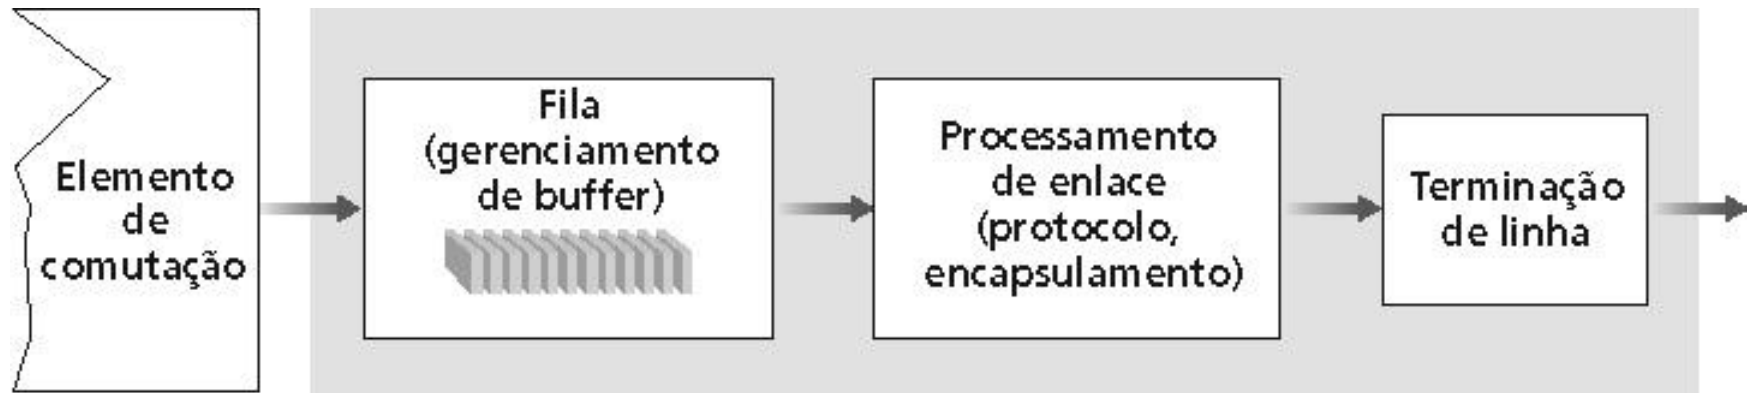 Elemento
de
comutação
Fila
(gerenciamento
de buffer)
Processamento
de enlace
(protocolo,
encapsulamento)
Terminação
de linha